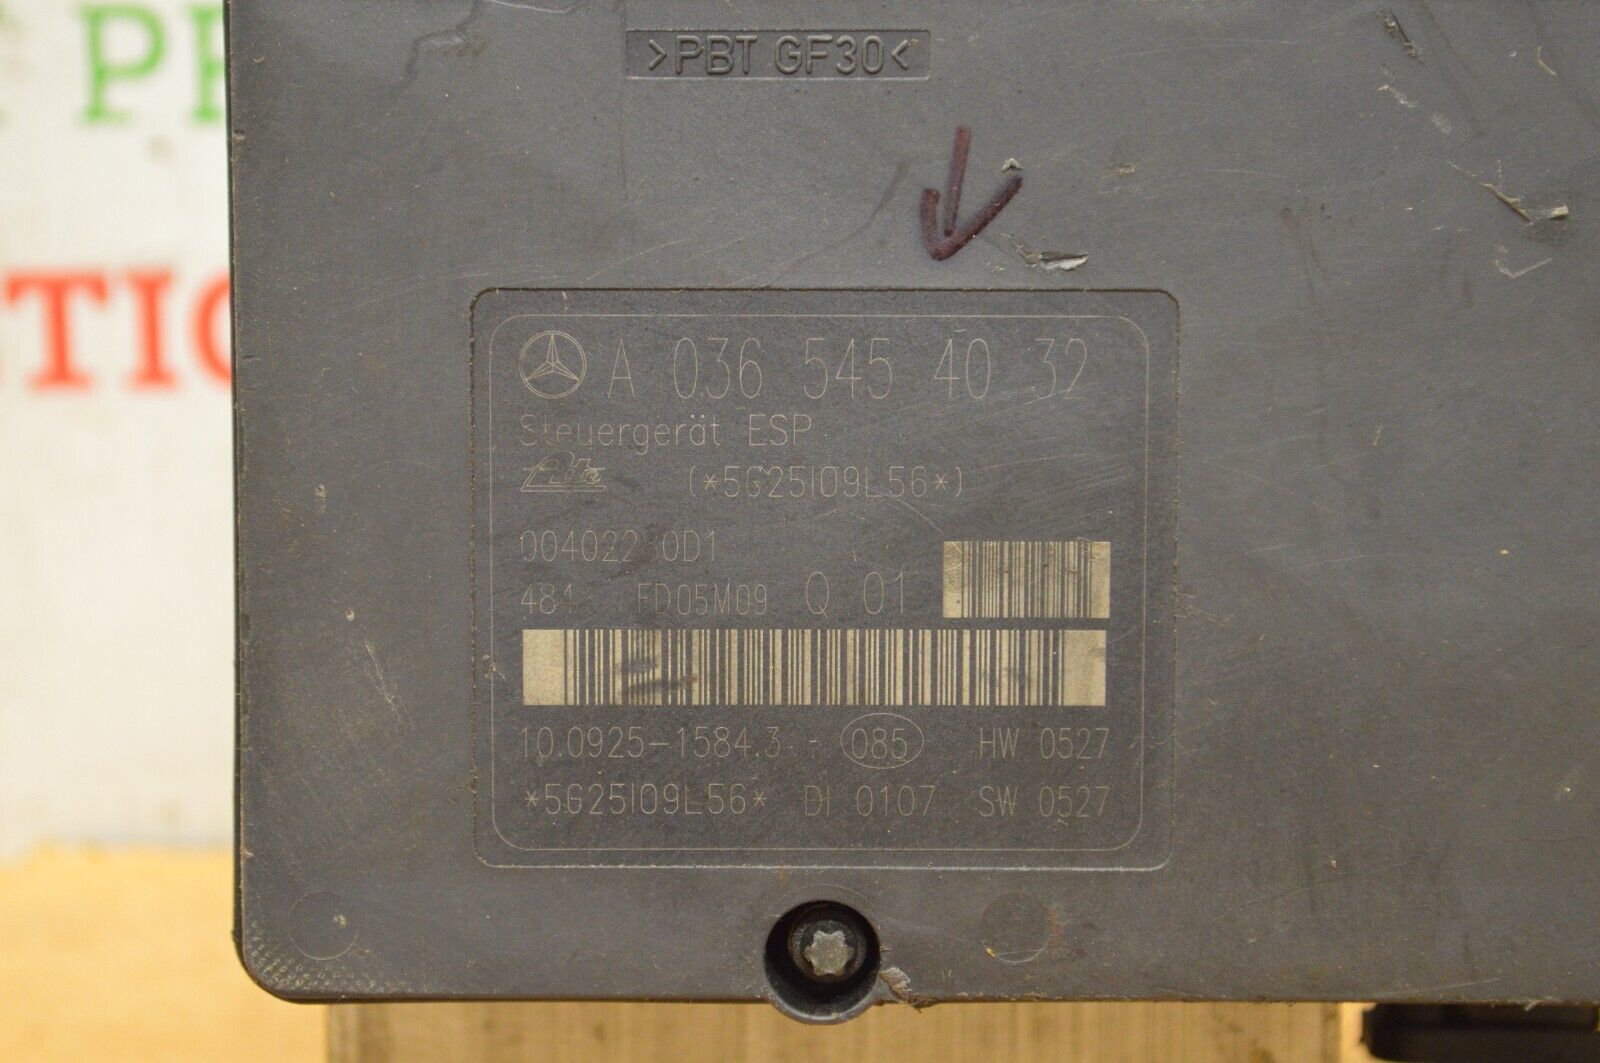 >PBT GF30<
A 036 545 40 32
Steuergerät ESP
Ate (*5G25I09L56*)
FD05M09 Q 01
10.0925-1584.3 - 085 HW 0527
*5G25I09L56* DI 0107 SW 0527